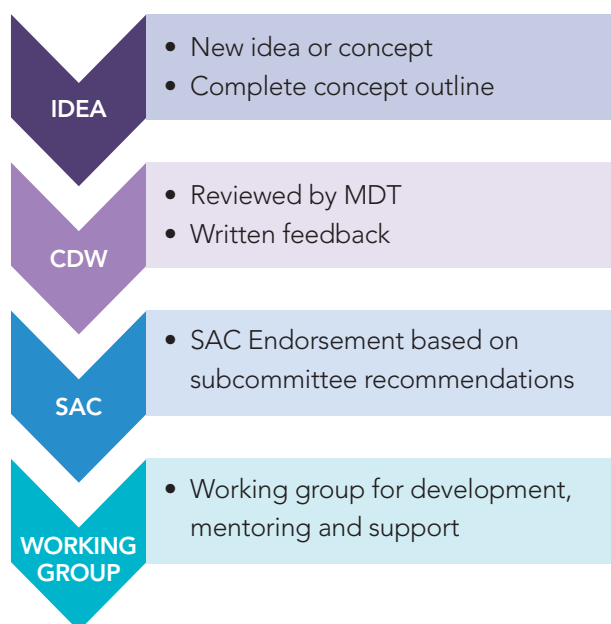 IDEA
• New idea or concept
• Complete concept outline
CDW
• Reviewed by MDT
• Written feedback
SAC
• SAC Endorsement based on
subcommittee recommendations
WORKING
GROUP
• Working group for development,
mentoring and support